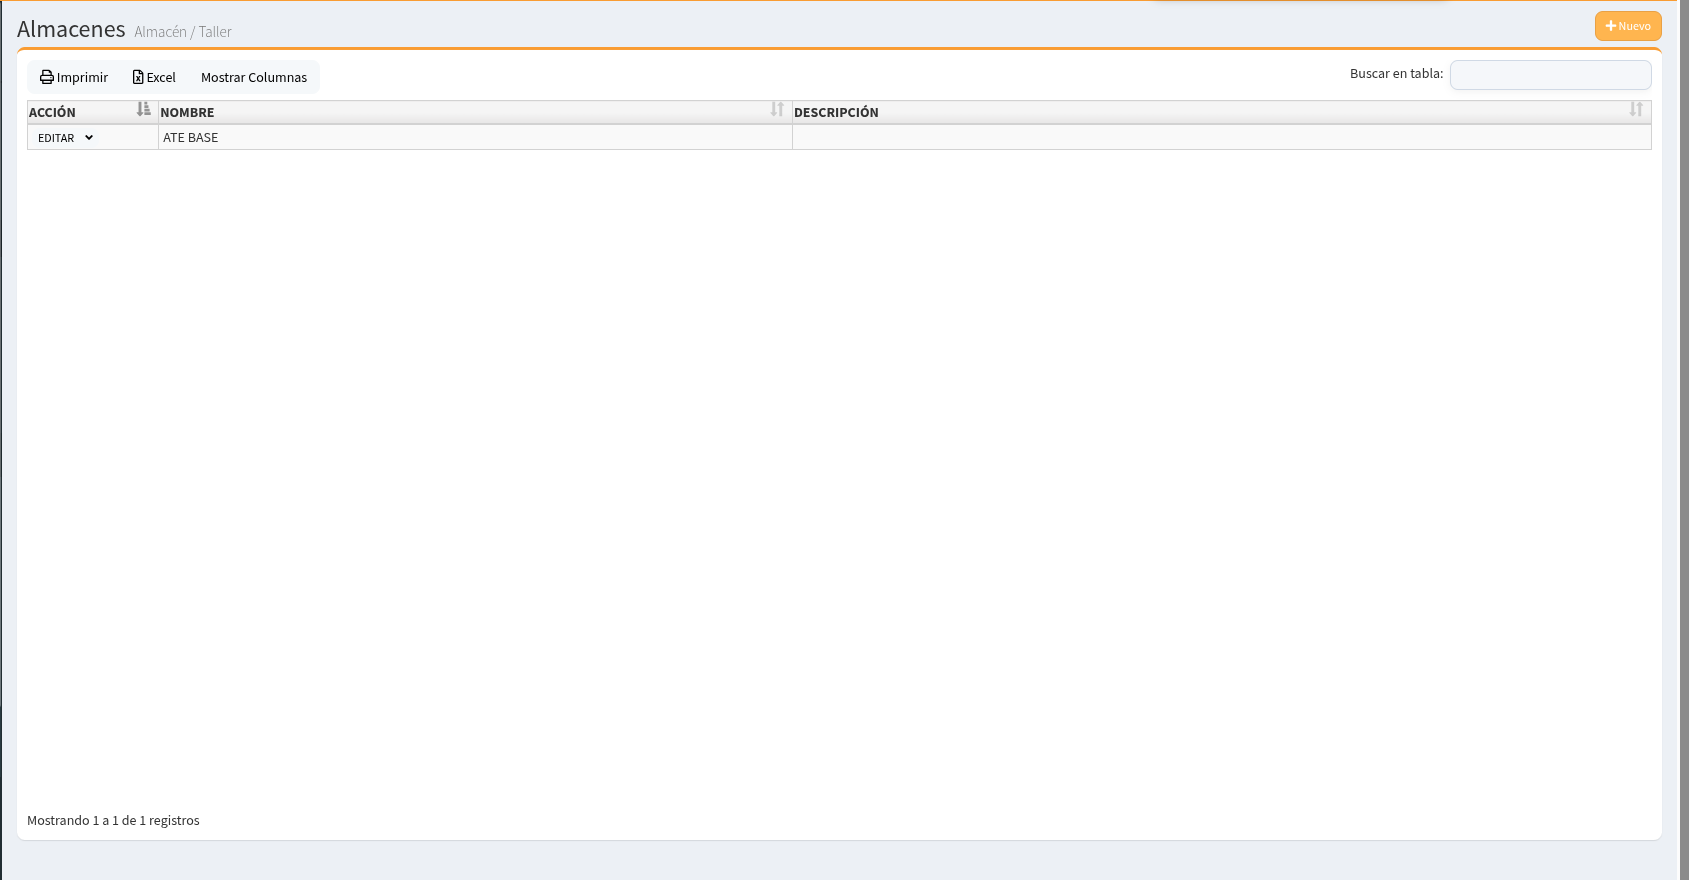 Almacenes Almacén / Taller
Nuevo
Imprimir Excel Mostrar Columnas
Buscar en tabla:
ACCIÓN NOMBRE DESCRIPCIÓN
EDITAR ATE BASE
Mostrando 1 a 1 de 1 registros